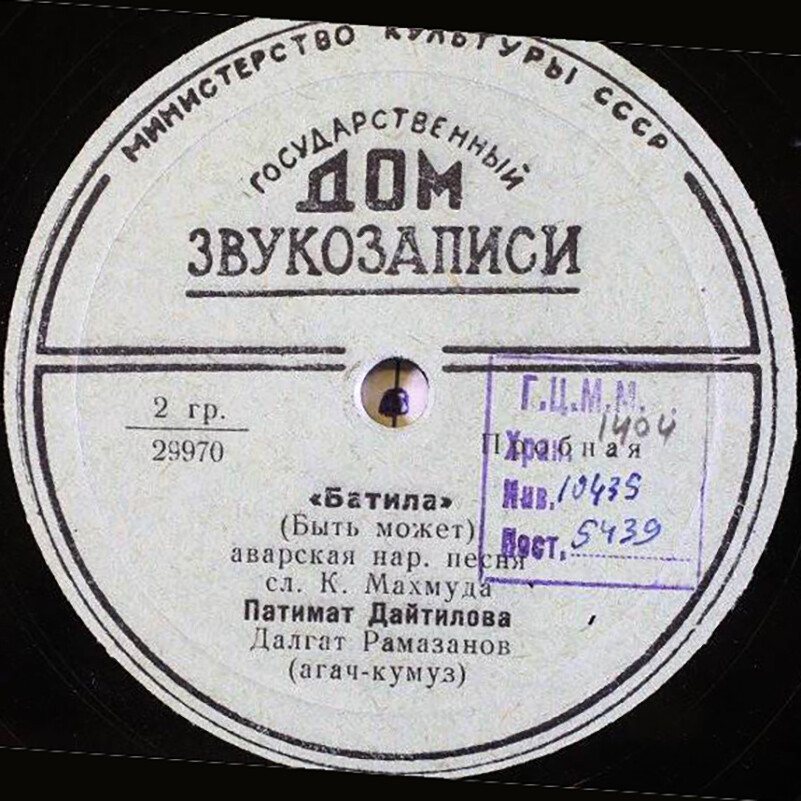 МИНИСТЕРСТВО КУЛЬТУРЫ СССР
ГОСУДАРСТВЕННЫЙ
ДОМ
ЗВУКОЗАПИСИ
2 гр.
29970
Г.Ц.М.М.
Хран. 1404
Пробная
Инв. 10435
Пост. 5439
«Батила»
(Быть может)
аварская нар. песня
сл. К. Махмуда
Патимат Дайтилова
Далгат Рамазанов
(агач-кумуз)